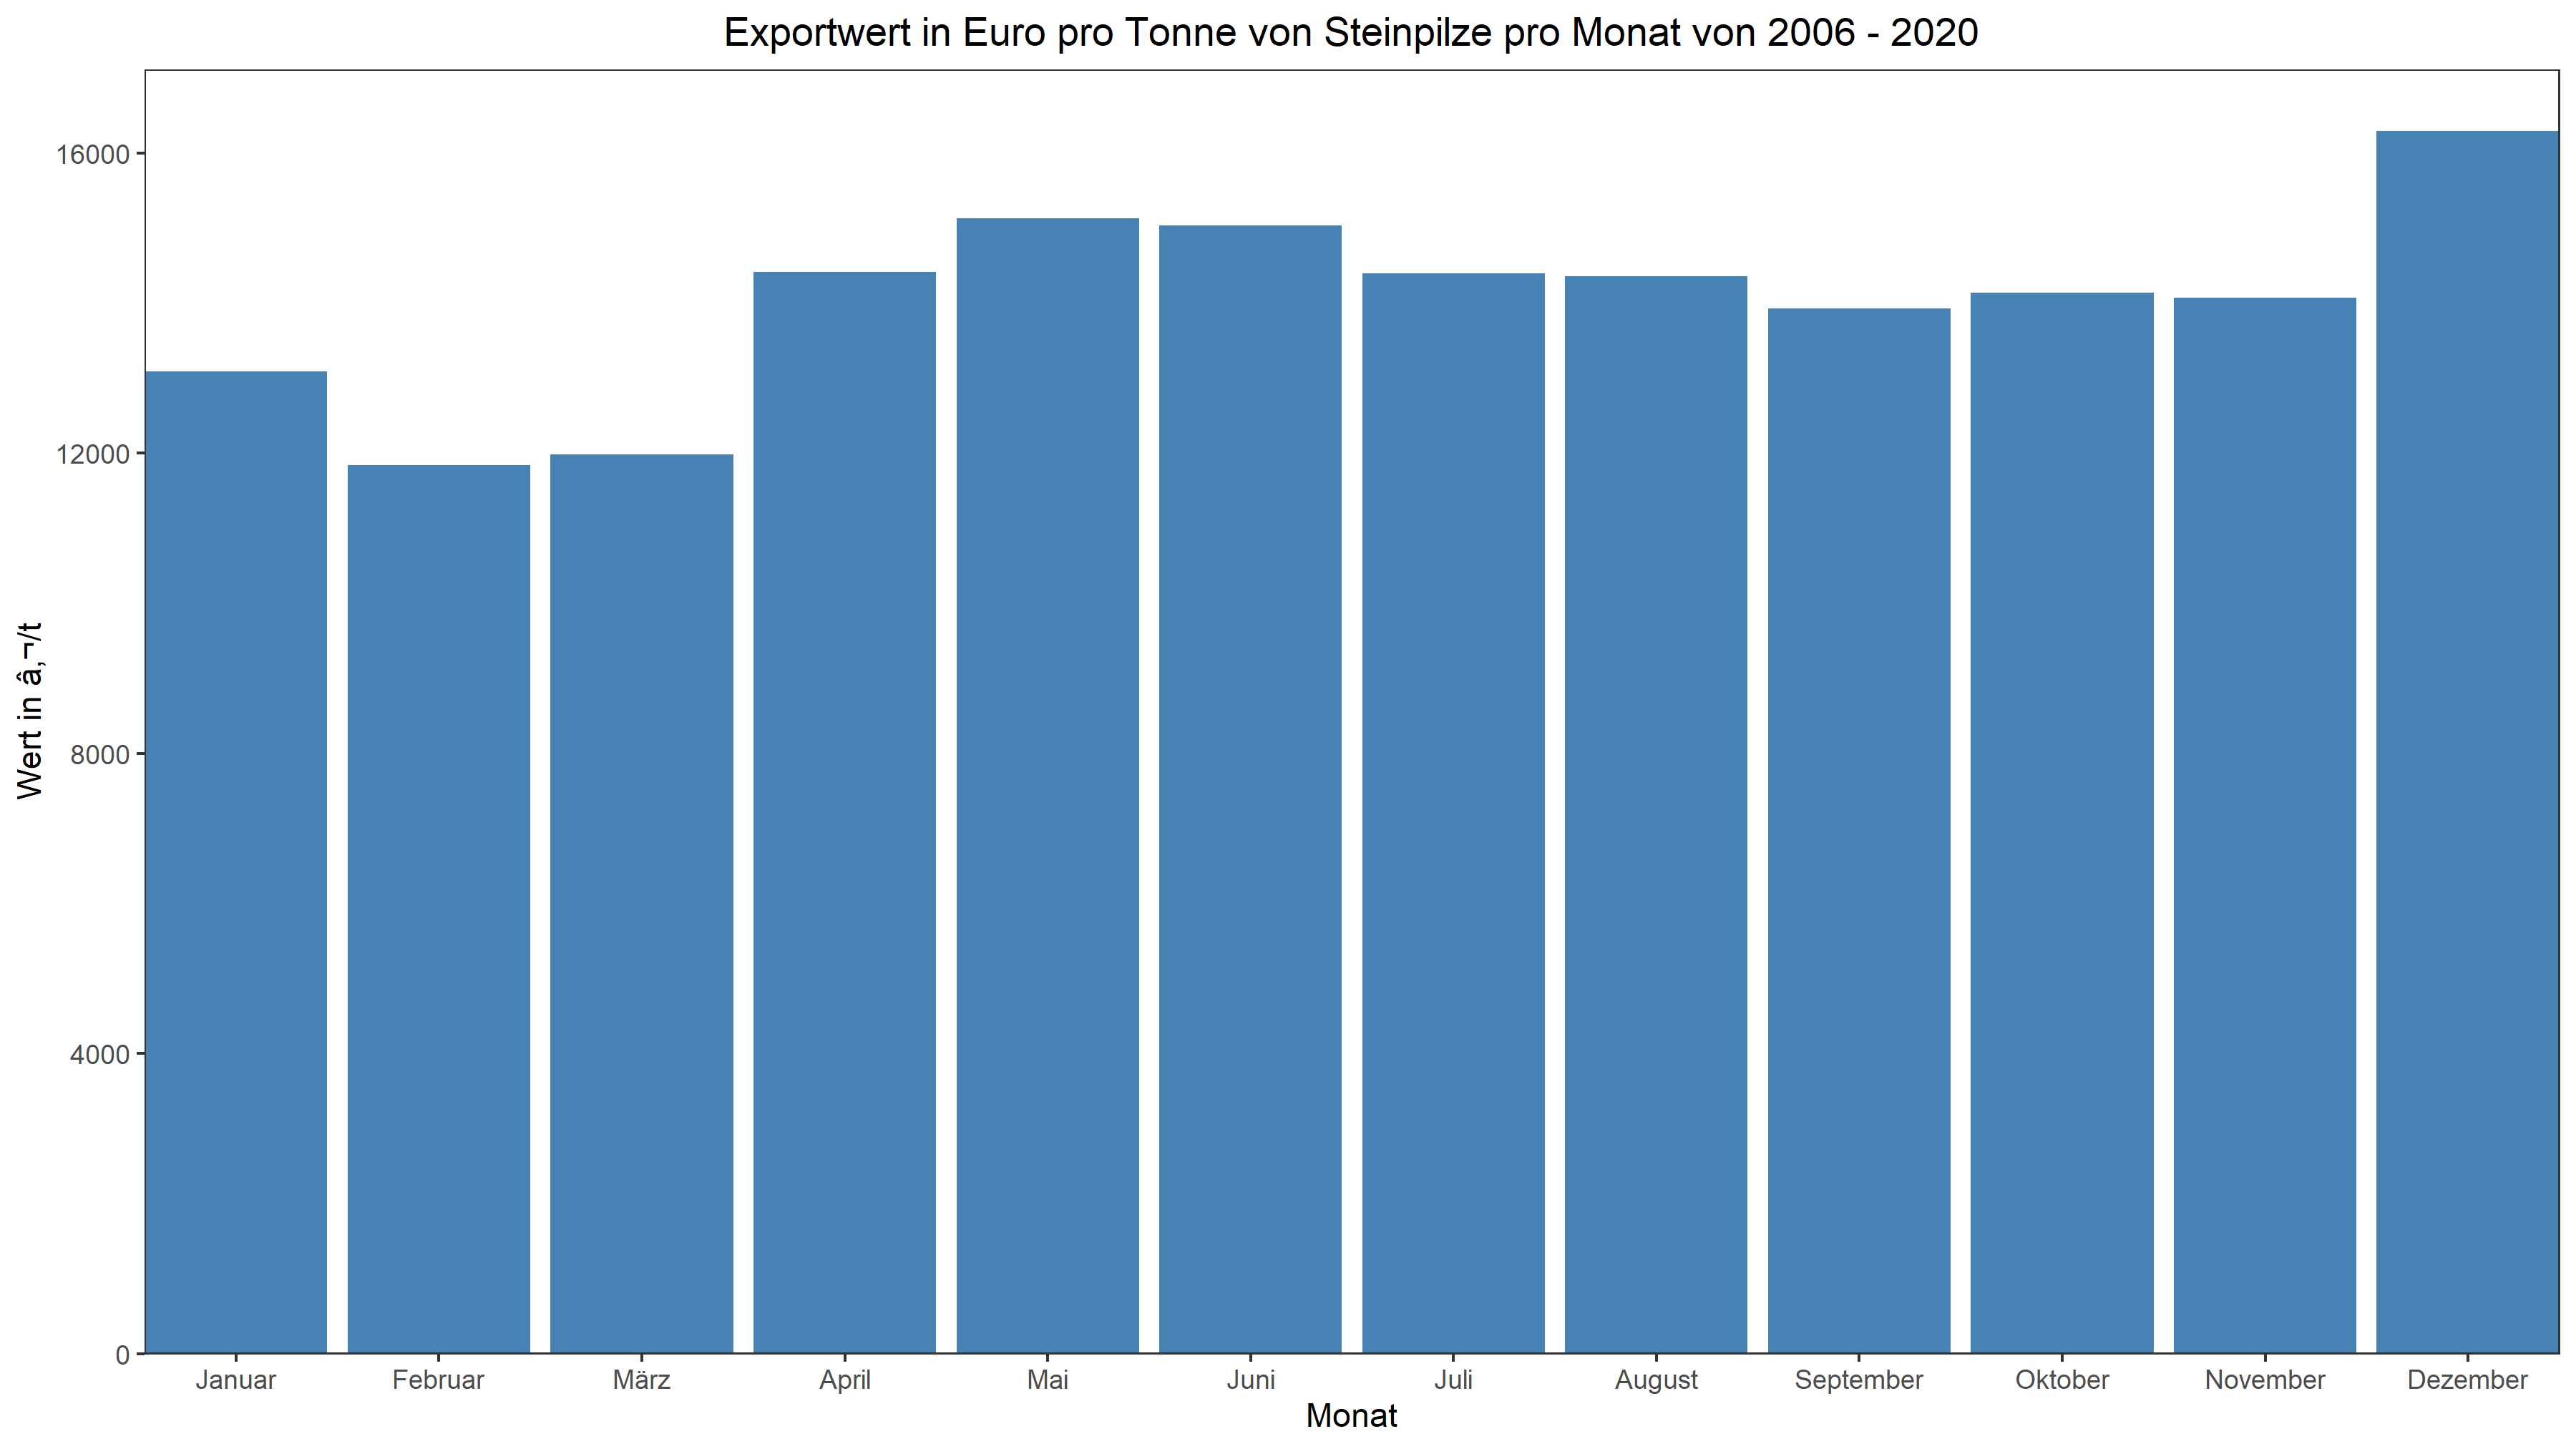 Exportwert in Euro pro Tonne von Steinpilze pro Monat von 2006 - 2020
16000
12000
8000
4000
0
Wert in â‚¬/t
Januar Februar März April Mai Juni Juli August September Oktober November Dezember
Monat